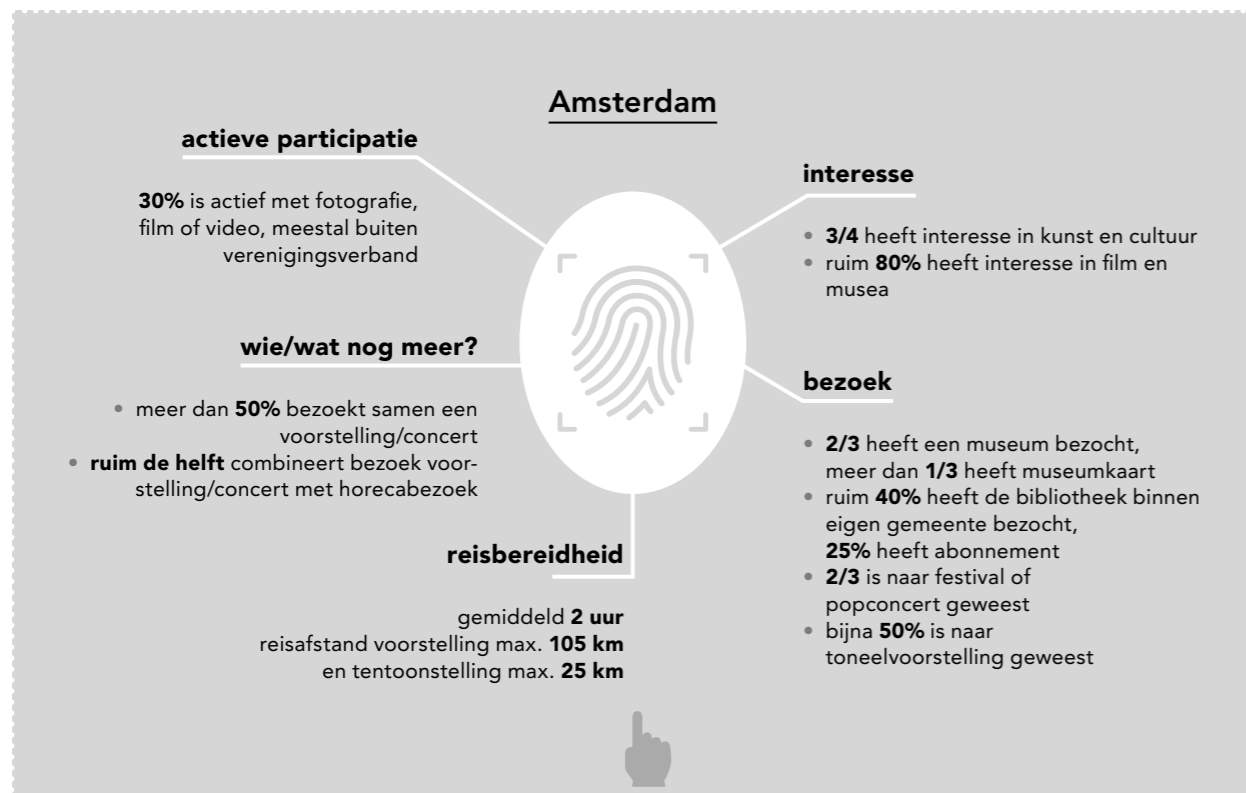 Amsterdam
actieve participatie
30% is actief met fotografie,
film of video, meestal buiten
verenigingsverband
interesse
• 3/4 heeft interesse in kunst en cultuur
• ruim 80% heeft interesse in film en
musea
wie/wat nog meer?
• meer dan 50% bezoekt samen een
voorstelling/concert
• ruim de helft combineert bezoek voor-
stelling/concert met horecabezoek
bezoek
• 2/3 heeft een museum bezocht,
meer dan 1/3 heeft museumkaart
• ruim 40% heeft de bibliotheek binnen
eigen gemeente bezocht,
25% heeft abonnement
• 2/3 is naar festival of
popconcert geweest
• bijna 50% is naar
toneelvoorstelling geweest
reisbereidheid
gemiddeld 2 uur
reisafstand voorstelling max. 105 km
en tentoonstelling max. 25 km